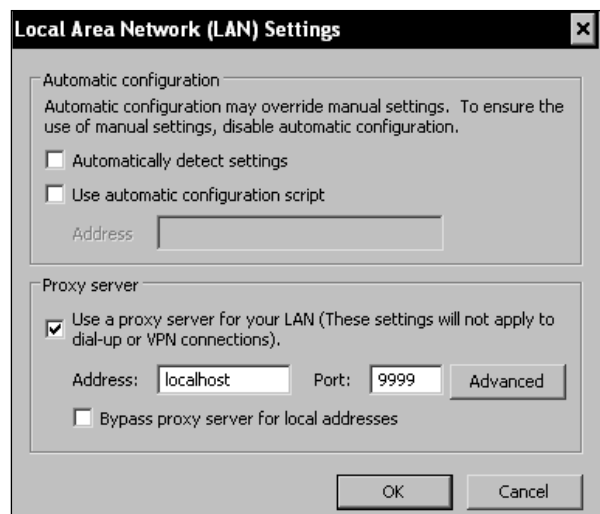 Local Area Network (LAN) Settings
Automatic configuration
Automatic configuration may override manual settings.  To ensure the
use of manual settings, disable automatic configuration.
Automatically detect settings
Use automatic configuration script
Address
Proxy server
Use a proxy server for your LAN (These settings will not apply to
dial-up or VPN connections).
Address: localhost Port: 9999 Advanced
Bypass proxy server for local addresses
OK Cancel